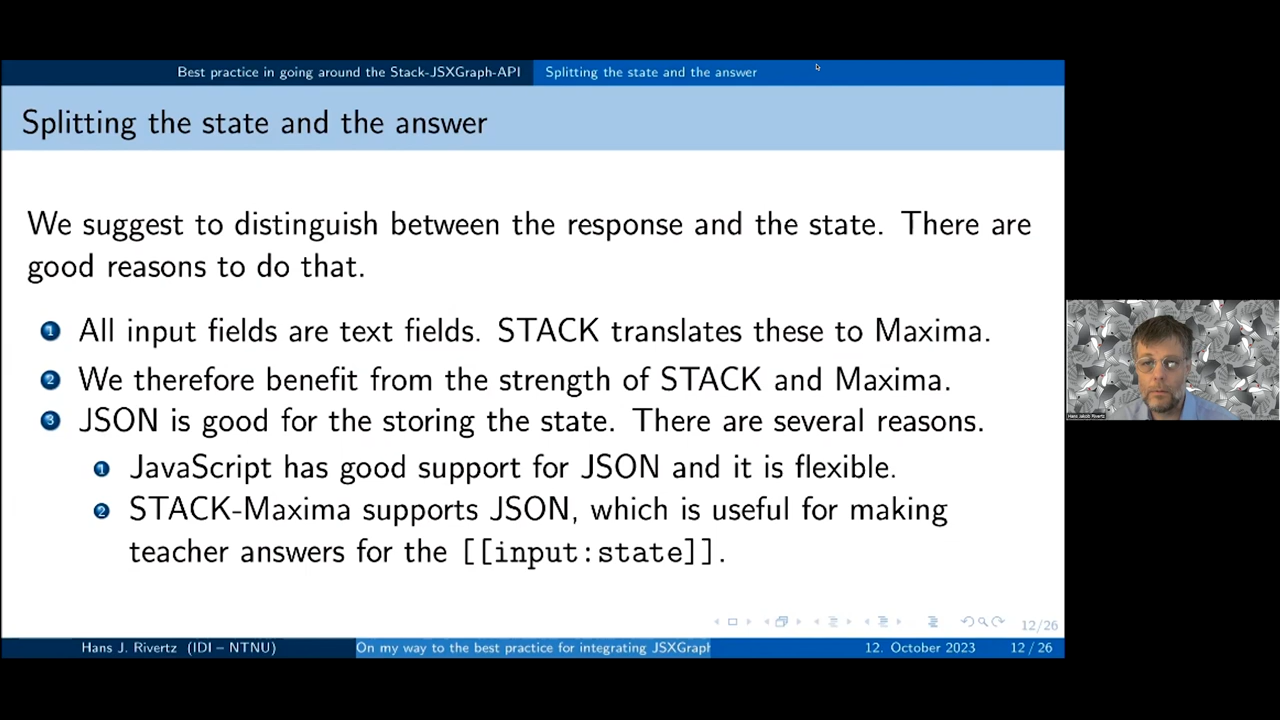 Best practice in going around the Stack-JSXGraph-API Splitting the state and the answer
Splitting the state and the answer
We suggest to distinguish between the response and the state. There are
good reasons to do that.
1 All input fields are text fields. STACK translates these to Maxima.
2 We therefore benefit from the strength of STACK and Maxima.
3 JSON is good for the storing the state. There are several reasons.
1 JavaScript has good support for JSON and it is flexible.
2 STACK-Maxima supports JSON, which is useful for making
teacher answers for the [[input:state]].
12/26
Hans J. Rivertz (IDI – NTNU) On my way to the best practice for integrating JSXGraph 12. October 2023 12 / 26
Hans Jakob Rivertz